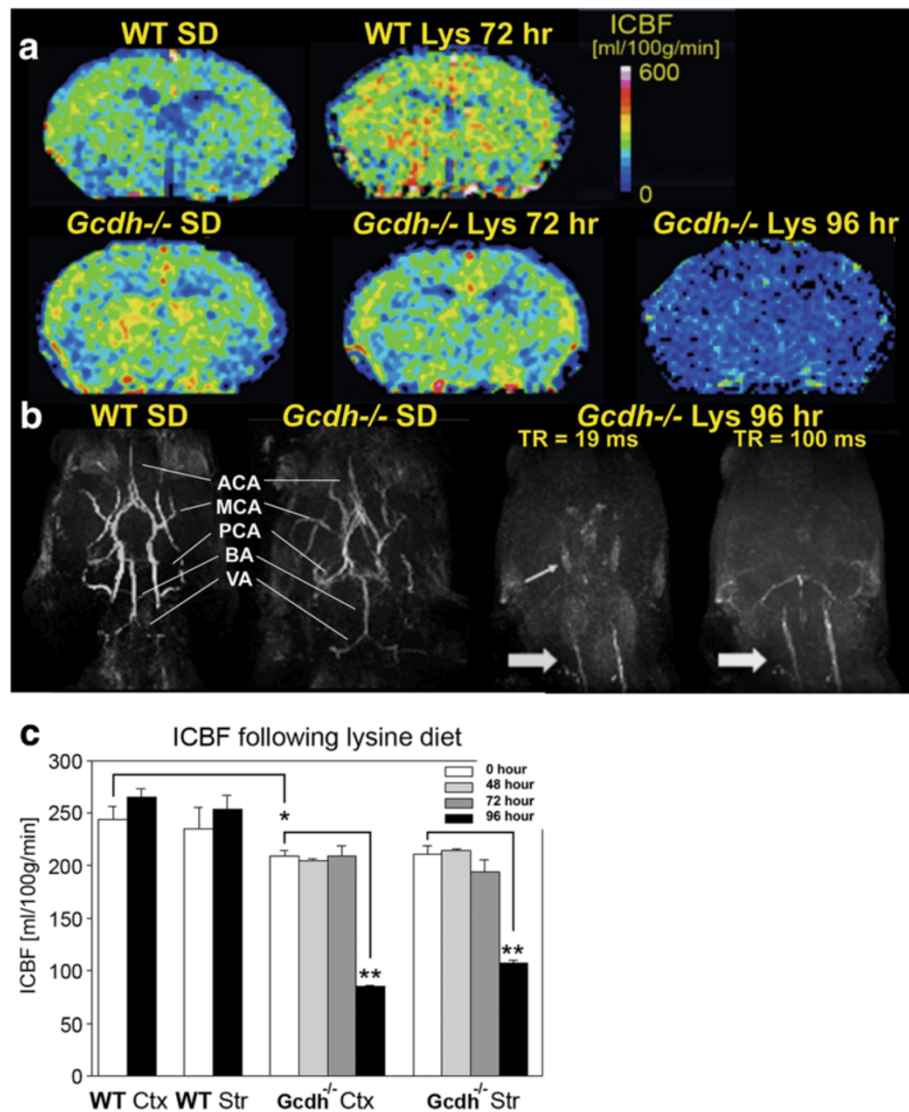 a
WT SD
WT Lys 72 hr
ICBF
[ml/100g/min]
600
0
Gcdh-/- SD
Gcdh-/- Lys 72 hr
Gcdh-/- Lys 96 hr
b
WT SD
Gcdh-/- SD
Gcdh-/- Lys 96 hr
TR = 19 ms
TR = 100 ms
ACA
MCA
PCA
BA
VA
c
ICBF following lysine diet
ICBF [ml/100g/min]
300
250
200
150
100
50
0
0 hour
48 hour
72 hour
96 hour
*
**
**
WT Ctx
WT Str
Gcdh-/- Ctx
Gcdh-/- Str